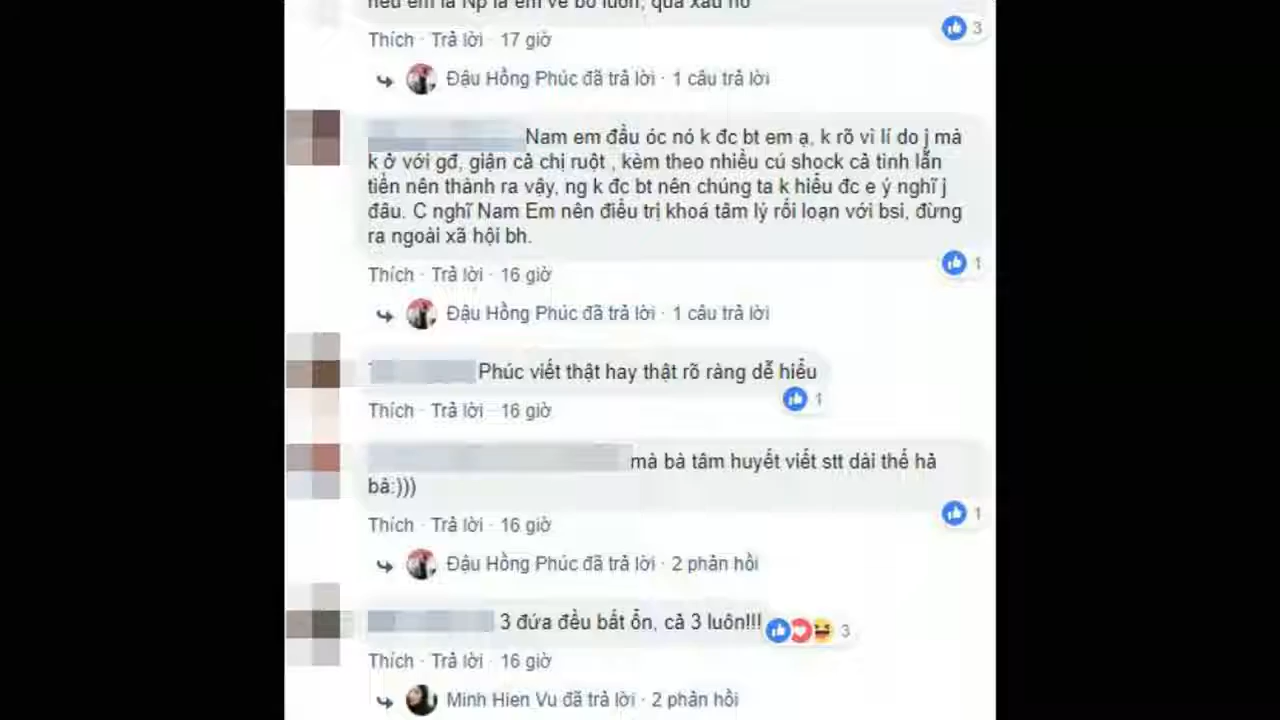 3
Thích · Trả lời · 17 giờ
Đậu Hồng Phúc đã trả lời · 1 câu trả lời
Nam em đầu óc nó k đc bt em ạ, k rõ vì lí do j mà
k ở với gđ, giận cả chị ruột , kèm theo nhiều cú shock cả tình lẫn
tiền nên thành ra vậy, ng k đc bt nên chúng ta k hiểu đc e ý nghĩ j
đâu. C nghĩ Nam Em nên điều trị khoá tâm lý rối loạn với bsi, đừng
ra ngoài xã hội bh.
1
Thích · Trả lời · 16 giờ
Đậu Hồng Phúc đã trả lời · 1 câu trả lời
Phúc viết thật hay thật rõ ràng dễ hiểu
1
Thích · Trả lời · 16 giờ
mà bà tâm huyết viết stt dài thế hả
bà:)))
1
Thích · Trả lời · 16 giờ
Đậu Hồng Phúc đã trả lời · 2 phản hồi
3 đứa đều bất ổn, cả 3 luôn!!! 3
Thích · Trả lời · 16 giờ
Minh Hien Vu đã trả lời · 2 phản hồi